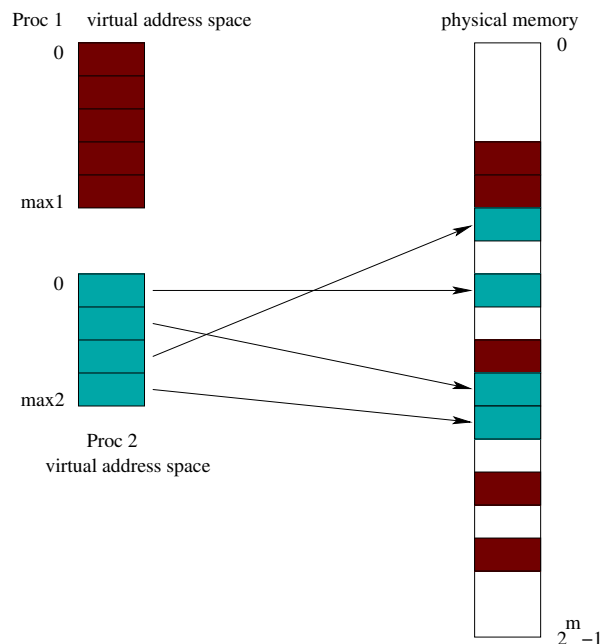 Proc 1 virtual address space
physical memory
0
0
max1
0
max2
Proc 2
virtual address space
2^m −1